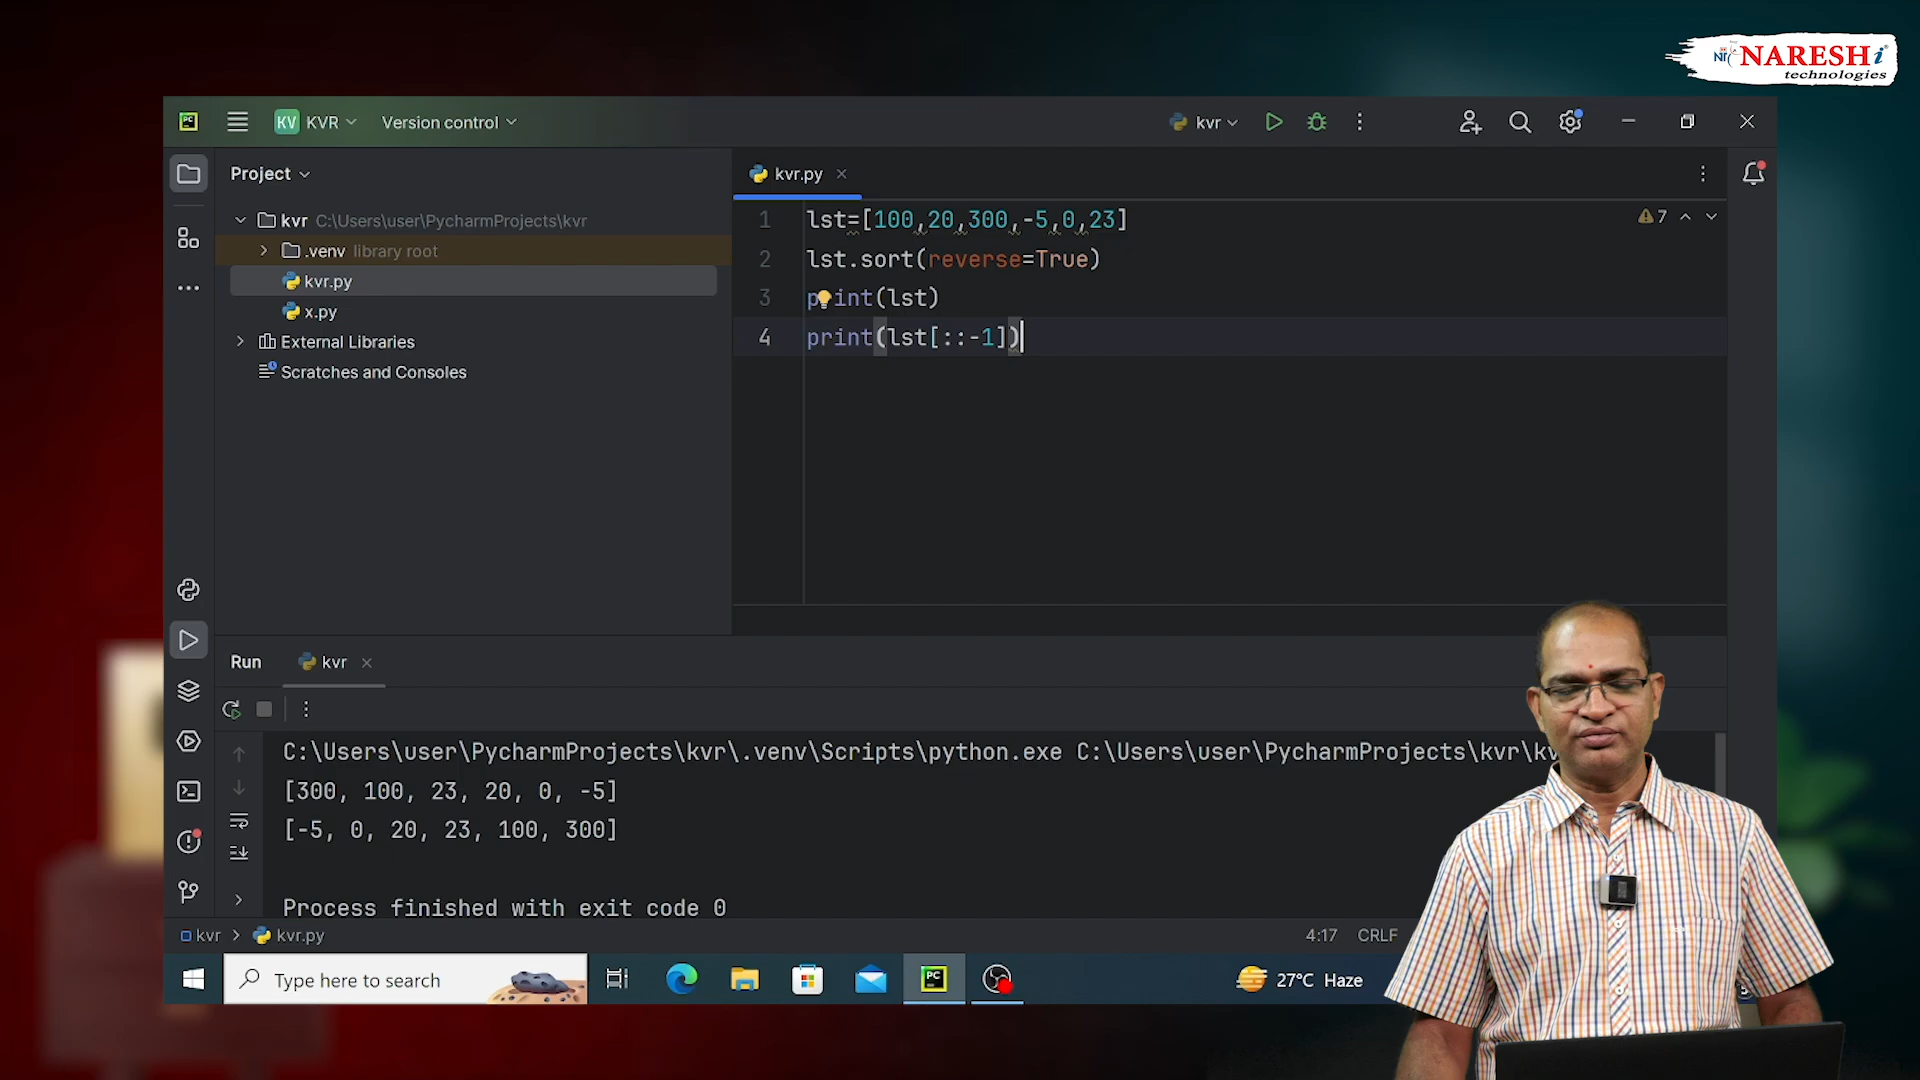 NARESHi
technologies
KV KVR Version control kvr
Project kvr.py
kvr C:\Users\user\PycharmProjects\kvr
.venv library root
kvr.py
x.py
External Libraries
Scratches and Consoles
1 lst=[100,20,300,-5,0,23] 7
2 lst.sort(reverse=True)
3 print(lst)
4 print(lst[::-1])
Run kvr
C:\Users\user\PycharmProjects\kvr\.venv\Scripts\python.exe C:\Users\user\PycharmProjects\kvr\kv
[300, 100, 23, 20, 0, -5]
[-5, 0, 20, 23, 100, 300]
Process finished with exit code 0
kvr > kvr.py 4:17 CRLF
Type here to search PC 27°C Haze